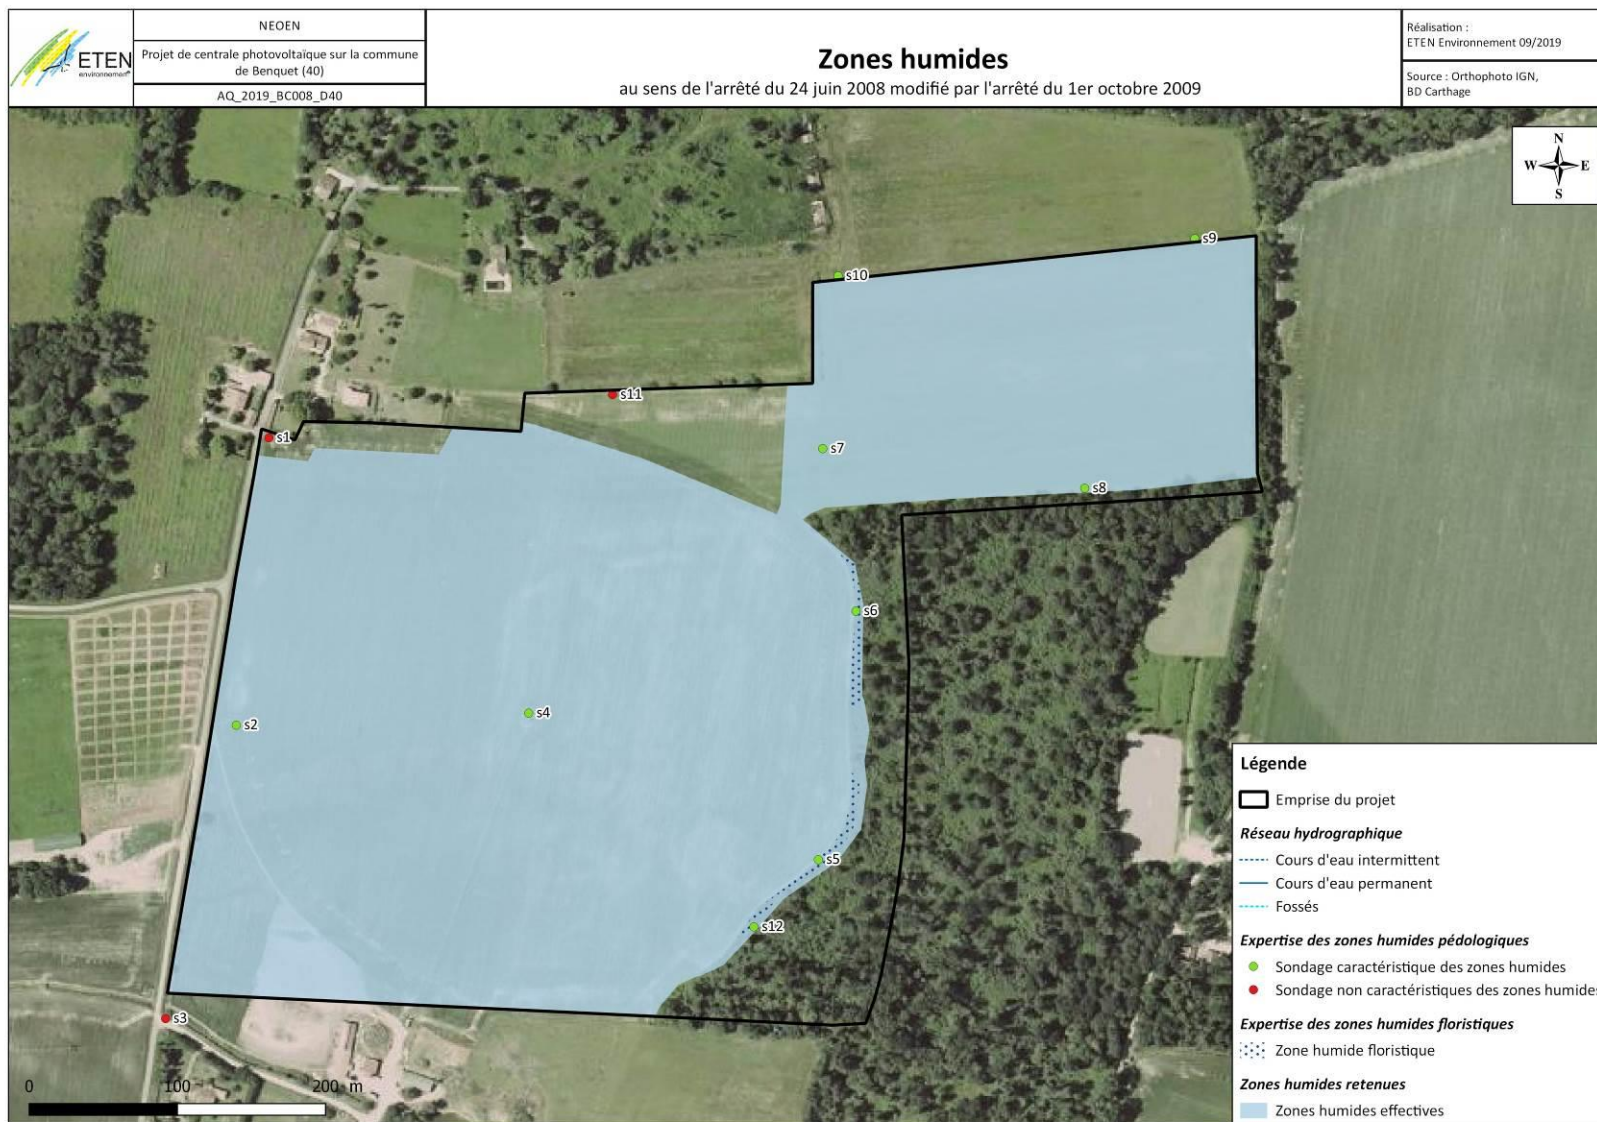 ETEN
environnement
NEOEN
Projet de centrale photovoltaïque sur la commune
de Benquet (40)
AQ_2019_BC008_D40
Zones humides
au sens de l'arrêté du 24 juin 2008 modifié par l'arrêté du 1er octobre 2009
Réalisation :
ETEN Environnement 09/2019
Source : Orthophoto IGN,
BD Carthage
N
W E
S
s9
s10
s11
s1
s7
s8
s6
s4
s2
s5
s12
s3
0 100 200 m
Légende
Emprise du projet
Réseau hydrographique
Cours d'eau intermittent
Cours d'eau permanent
Fossés
Expertise des zones humides pédologiques
Sondage caractéristique des zones humides
Sondage non caractéristiques des zones humides
Expertise des zones humides floristiques
Zone humide floristique
Zones humides retenues
Zones humides effectives